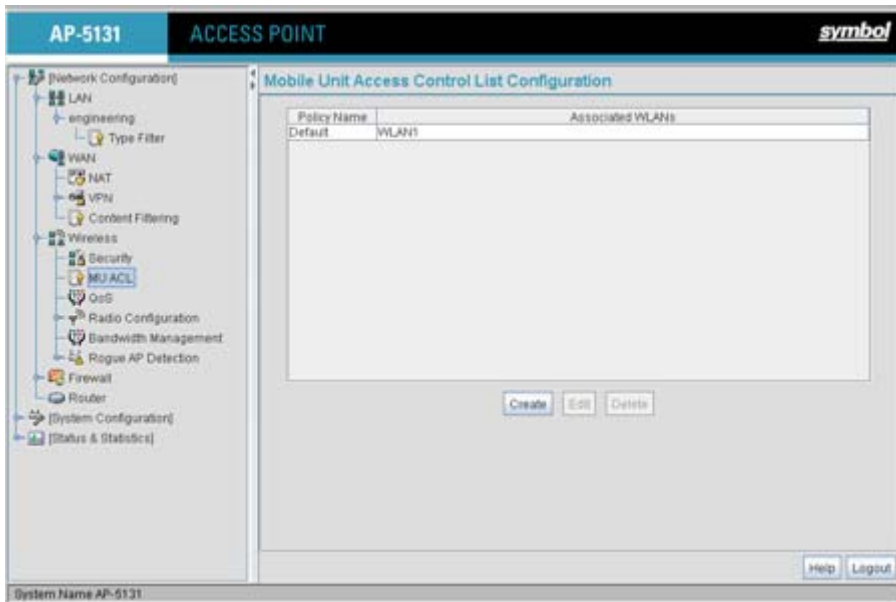 AP-5131 ACCESS POINT symbol
[Network Configuration]
LAN
engineering
Type Filter
WAN
NAT
VPN
Content Filtering
Wireless
Security
MU ACL
QoS
Radio Configuration
Bandwidth Management
Rogue AP Detection
Firewall
Router
[System Configuration]
[Status & Statistics]
Mobile Unit Access Control List Configuration
Policy Name Associated WLANs
Default WLAN1
Create Edit Delete
Help Logout
System Name AP-5131